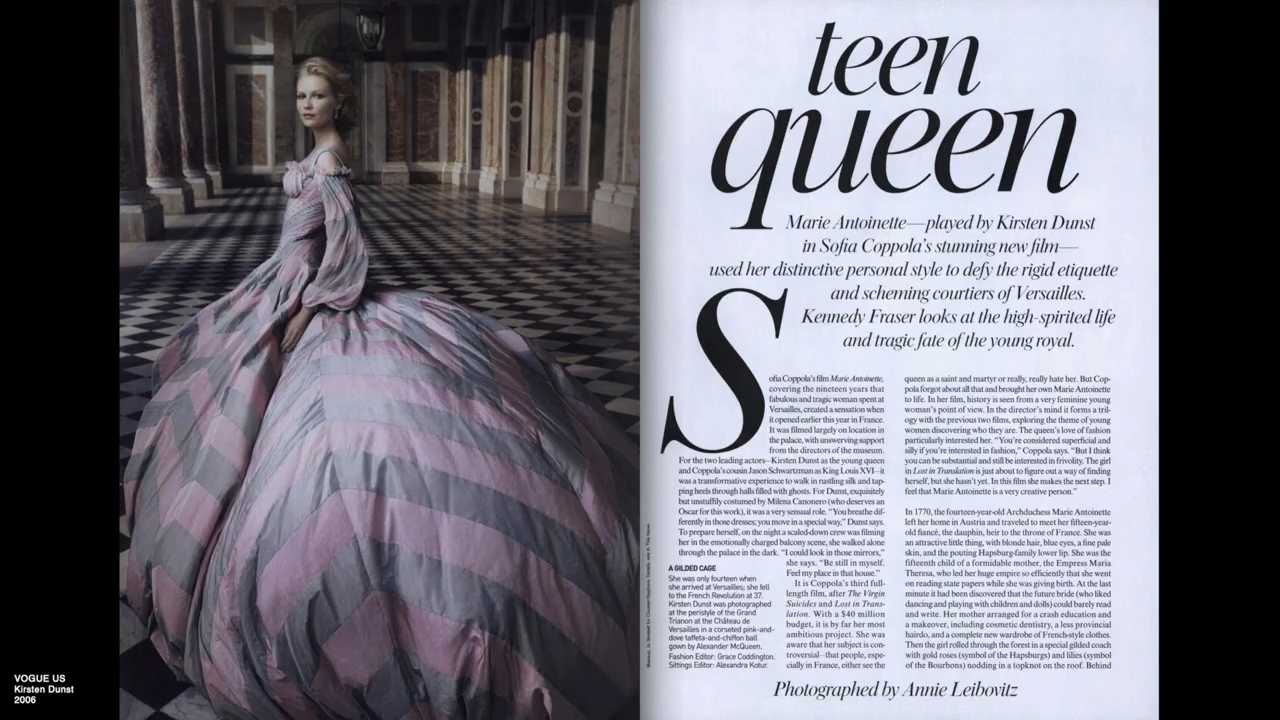 teen
queen
Marie Antoinette—played by Kirsten Dunst
in Sofia Coppola's stunning new film—
used her distinctive personal style to defy the rigid etiquette
and scheming courtiers of Versailles.
Kennedy Fraser looks at the high-spirited life
and tragic fate of the young royal.
Sofia Coppola's film Marie Antoinette,
covering the nineteen years that
fabulous and tragic woman spent at
Versailles, created a sensation when
it opened earlier this year in France.
It was filmed largely on location in
the palace, with unswerving support
from the directors of the museum.
For the two leading actors—Kirsten Dunst as the young queen
and Coppola's cousin Jason Schwartzman as King Louis XVI—it
was a transformative experience to walk in rustling silk and tap-
ping heels through halls filled with ghosts. For Dunst, exquisitely
but unstuffily costumed by Milena Canonero (who deserves an
Oscar for this work), it was a very sensual role. "You breathe dif-
ferently in those dresses; you move in a special way," Dunst says.
To prepare herself, on the night a scaled-down crew was filming
her in the emotionally charged balcony scene, she walked alone
through the palace in the dark. "I could look in those mirrors,"
she says. "Be still in myself.
Feel my place in that house."
It is Coppola's third full-
length film, after The Virgin
Suicides and Lost in Trans-
lation. With a $40 million
budget, it is by far her most
ambitious project. She was
aware that her subject is con-
troversial—that people, espe-
cially in France, either see the
queen as a saint and martyr or really, really hate her. But Cop-
pola forgot about all that and brought her own Marie Antoinette
to life. In her film, history is seen from a very feminine young
woman's point of view. In the director's mind it forms a tril-
ogy with the previous two films, exploring the theme of young
women discovering who they are. The queen's love of fashion
particularly interested her. "You're considered superficial and
silly if you're interested in fashion," Coppola says. "But I think
you can be substantial and still be interested in frivolity. The girl
in Lost in Translation is just about to figure out a way of finding
herself, but she hasn't yet. In this film she makes the next step. I
feel that Marie Antoinette is a very creative person."
In 1770, the fourteen-year-old Archduchess Marie Antoinette
left her home in Austria and traveled to meet her fifteen-year-
old fiancé, the dauphin, heir to the throne of France. She was
an attractive little thing, with blonde hair, blue eyes, a fine pale
skin, and the pouting Hapsburg-family lower lip. She was the
fifteenth child of a formidable mother, the Empress Maria
Theresa, who led her huge empire so efficiently that she went
on reading state papers while she was giving birth. At the last
minute it had been discovered that the future bride (who liked
dancing and playing with children and dolls) could barely read
and write. Her mother arranged for a crash education and
a makeover, including cosmetic dentistry, a less provincial
hairdo, and a complete new wardrobe of French-style clothes.
Then the girl rolled through the forest in a special gilded coach
with gold roses (symbol of the Hapsburgs) and lilies (symbol
of the Bourbons) nodding in a topknot on the roof. Behind
A GILDED CAGE
She was only fourteen when
she arrived at Versailles; she fell
to the French Revolution at 37.
Kirsten Dunst was photographed
at the peristyle of the Grand
Trianon at the Château de
Versailles in a corseted pink-and-
dove taffeta-and-chiffon ball
gown by Alexander McQueen.
Fashion Editor: Grace Coddington.
Sittings Editor: Alexandra Kotur.
Photographed by Annie Leibovitz
VOGUE US
Kirsten Dunst
2006